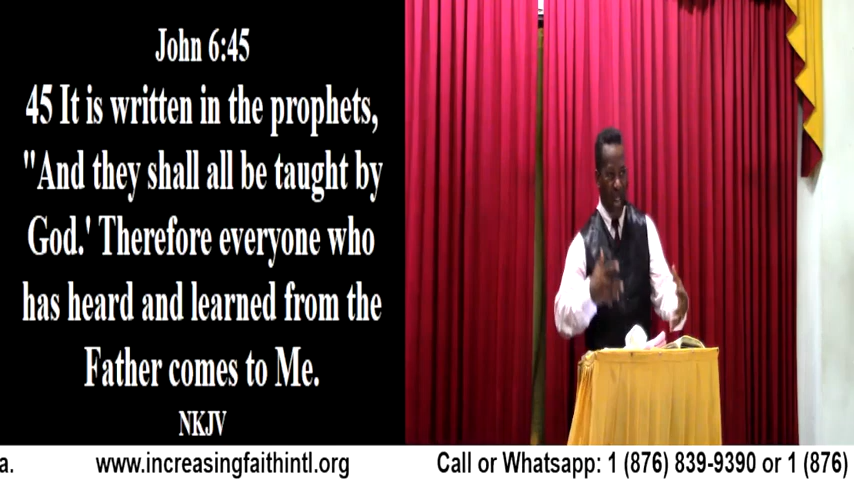 John 6:45
45 It is written in the prophets,
"And they shall all be taught by
God.' Therefore everyone who
has heard and learned from the
Father comes to Me.
NKJV
a. www.increasingfaithintl.org Call or Whatsapp: 1 (876) 839-9390 or 1 (876)